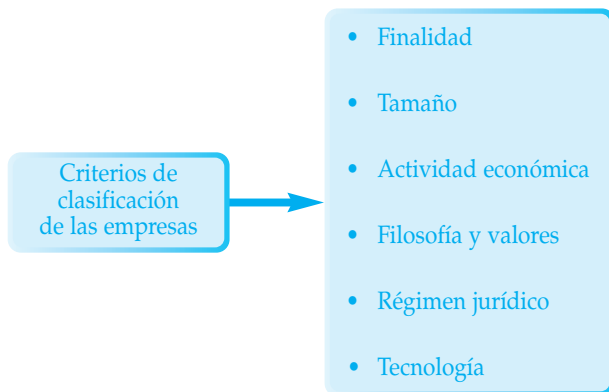 Criterios de
clasificación
de las empresas
• Finalidad
• Tamaño
• Actividad económica
• Filosofía y valores
• Régimen jurídico
• Tecnología